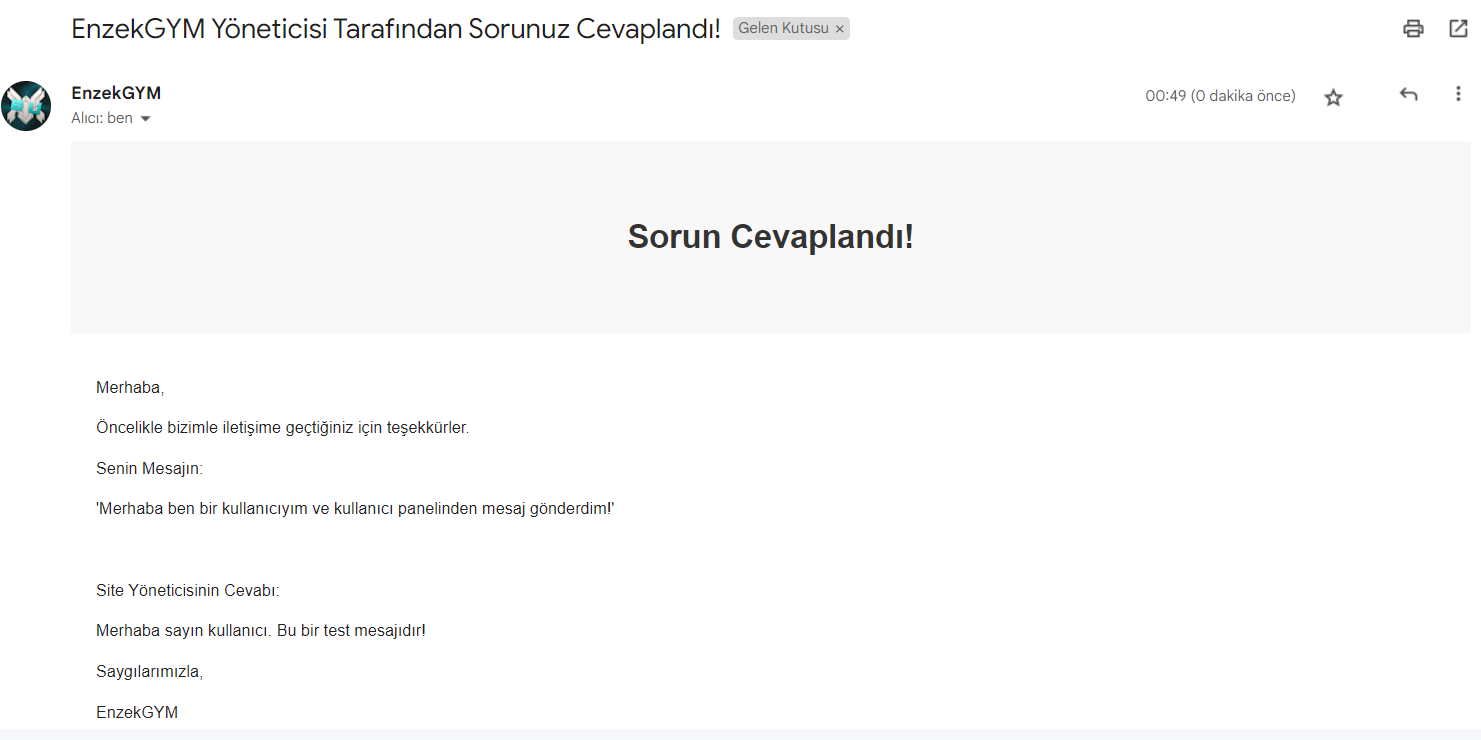 EnzekGYM Yöneticisi Tarafından Sorunuz Cevaplandı! Gelen Kutusu ×
EnzekGYM 00:49 (0 dakika önce)
Alıcı: ben
Sorun Cevaplandı!
Merhaba,
Öncelikle bizimle iletişime geçtiğiniz için teşekkürler.
Senin Mesajın:
'Merhaba ben bir kullanıcıyım ve kullanıcı panelinden mesaj gönderdim!'
Site Yöneticisinin Cevabı:
Merhaba sayın kullanıcı. Bu bir test mesajıdır!
Saygılarımızla,
EnzekGYM